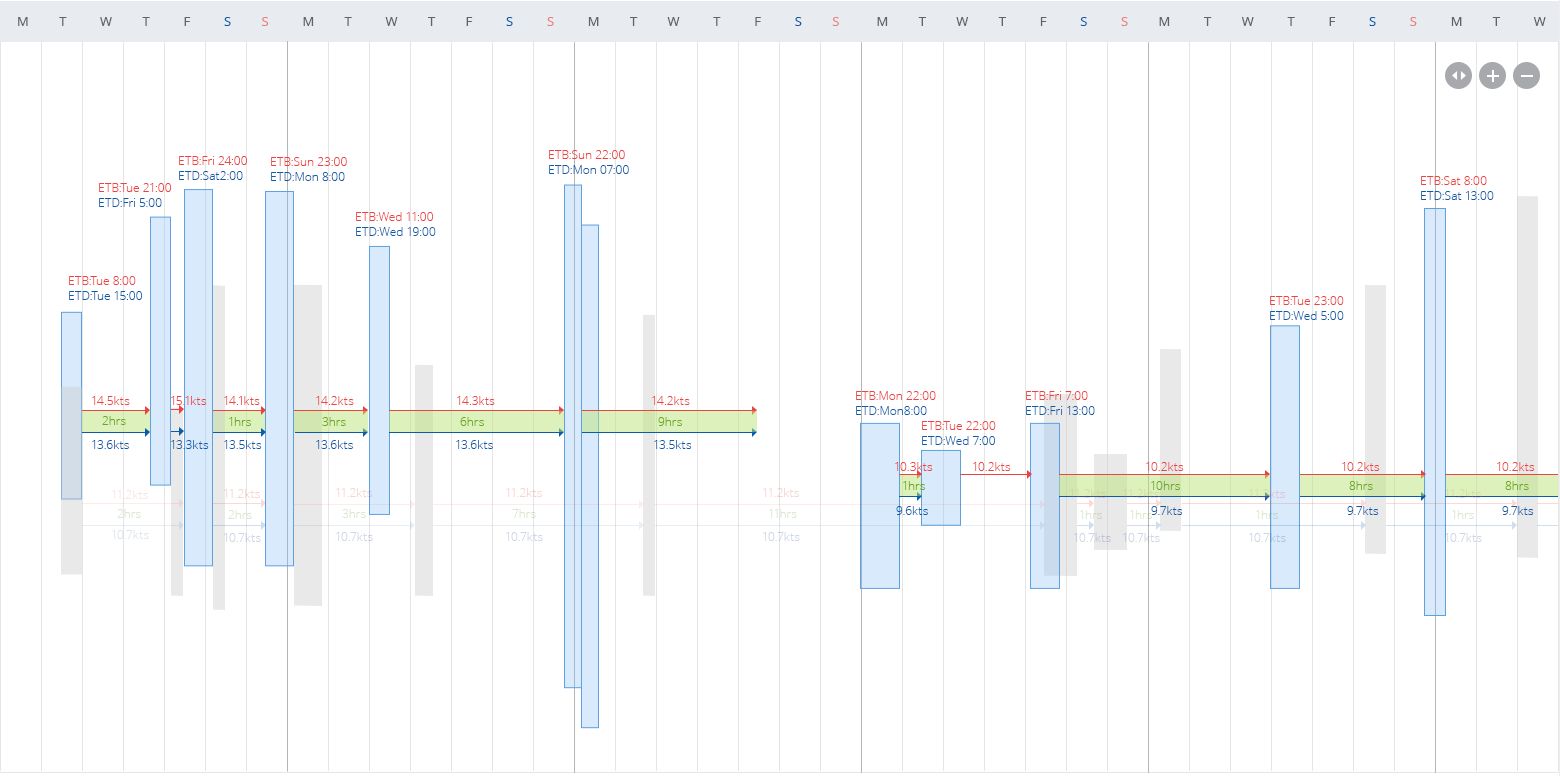 M T W T F S S M T W T F S S M T W T F S S M T W T F S S M T W T F S S M T W
ETB:Tue 8:00
ETD:Tue 15:00
ETB:Tue 21:00
ETD:Fri 5:00
ETB:Fri 24:00
ETD:Sat2:00
ETB:Sun 23:00
ETD:Mon 8:00
ETB:Wed 11:00
ETD:Wed 19:00
ETB:Sun 22:00
ETD:Mon 07:00
ETB:Mon 22:00
ETD:Mon8:00
ETB:Tue 22:00
ETD:Wed 7:00
ETB:Fri 7:00
ETD:Fri 13:00
ETB:Tue 23:00
ETD:Wed 5:00
ETB:Sat 8:00
ETD:Sat 13:00
14.5kts 15.1kts 14.1kts 14.2kts 14.3kts 14.2kts
2hrs 1hrs 3hrs 6hrs 9hrs
13.6kts 13.3kts 13.5kts 13.6kts 13.6kts 13.5kts
10.3kts 10.2kts 10.2kts 10.2kts 10.2kts
1hrs 10hrs 8hrs 8hrs
9.6kts 9.7kts 9.7kts 9.7kts
11.2kts 11.2kts 11.2kts 11.2kts 11.2kts
2hrs 2hrs 3hrs 7hrs 11hrs 1hrs 1hrs 1hrs 1hrs
10.7kts 10.7kts 10.7kts 10.7kts 10.7kts 10.7kts 10.7kts 10.7kts 10.7kts